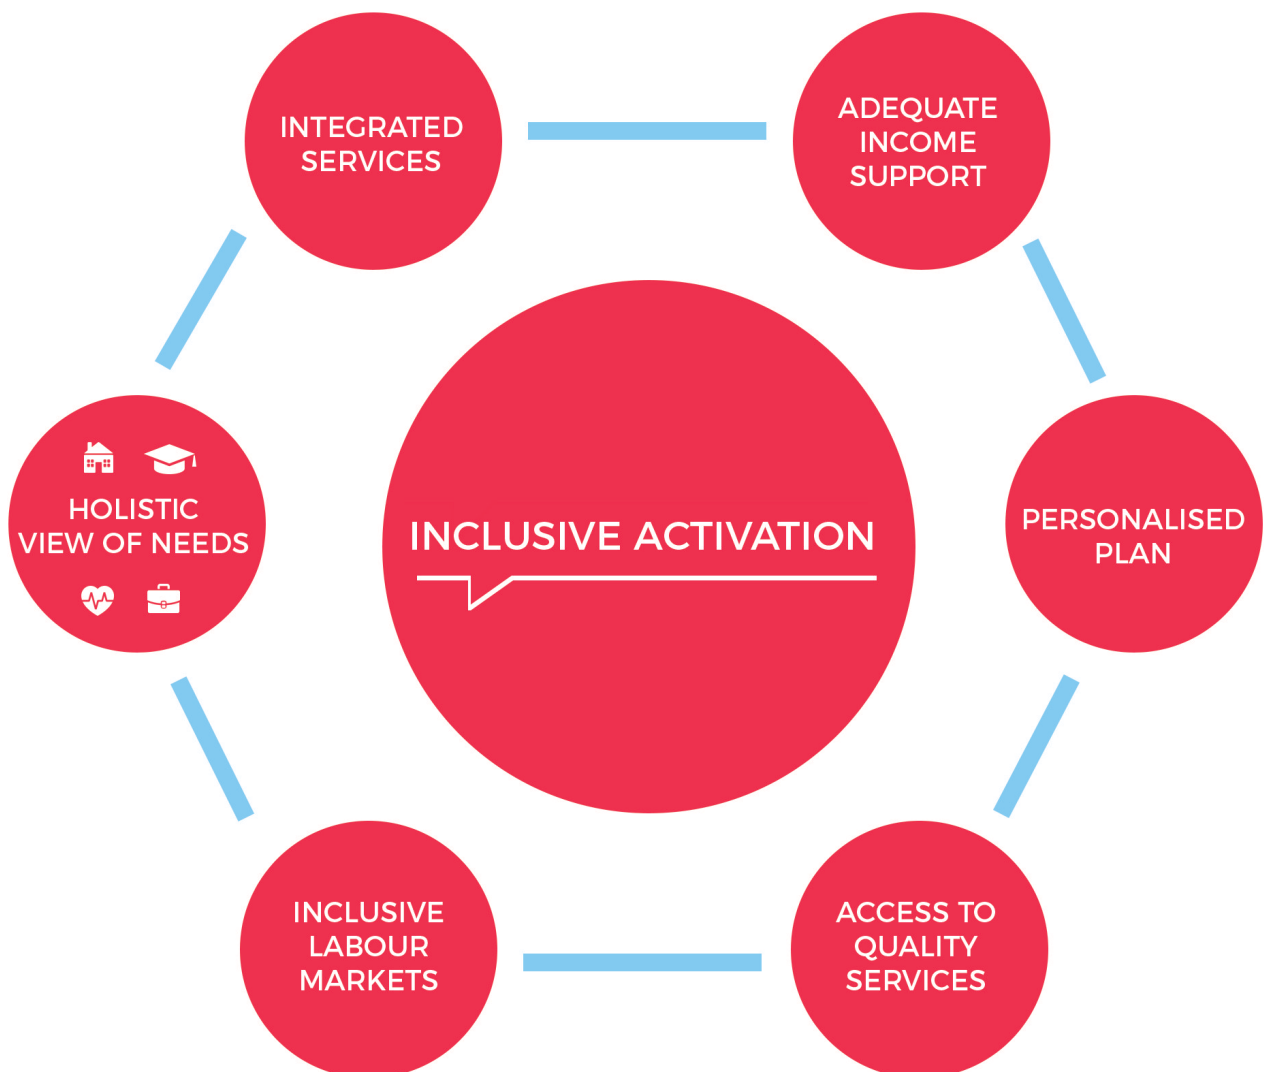 INTEGRATED
SERVICES
ADEQUATE
INCOME
SUPPORT
HOLISTIC
VIEW OF NEEDS
INCLUSIVE ACTIVATION
PERSONALISED
PLAN
INCLUSIVE
LABOUR
MARKETS
ACCESS TO
QUALITY
SERVICES